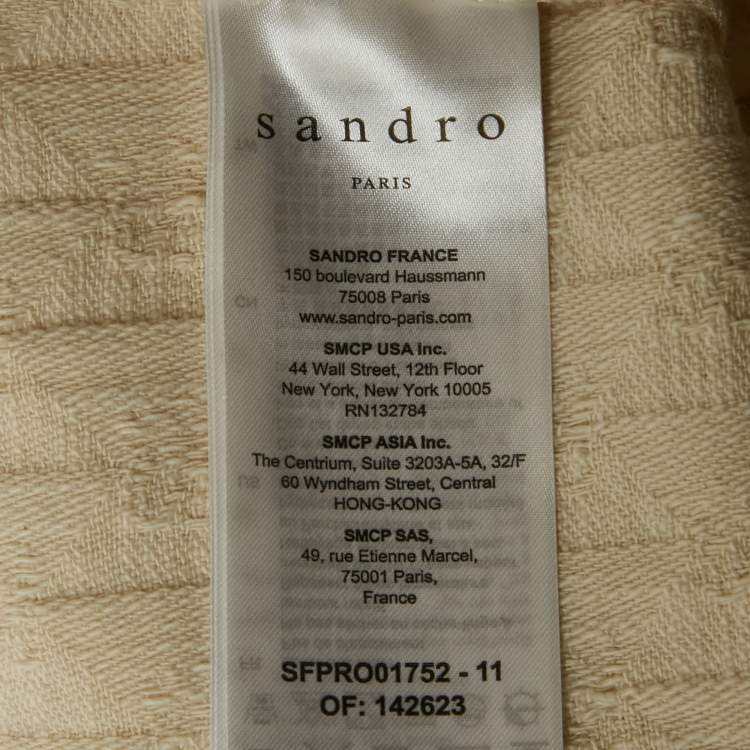 sandro
PARIS
SANDRO FRANCE
150 boulevard Haussmann
75008 Paris
www.sandro-paris.com
SMCP USA Inc.
44 Wall Street, 12th Floor
New York, New York 10005
RN132784
SMCP ASIA Inc.
The Centrium, Suite 3203A-5A, 32/F
60 Wyndham Street, Central
HONG-KONG
SMCP SAS,
49, rue Etienne Marcel,
75001 Paris,
France
SFPRO01752 - 11
OF: 142623